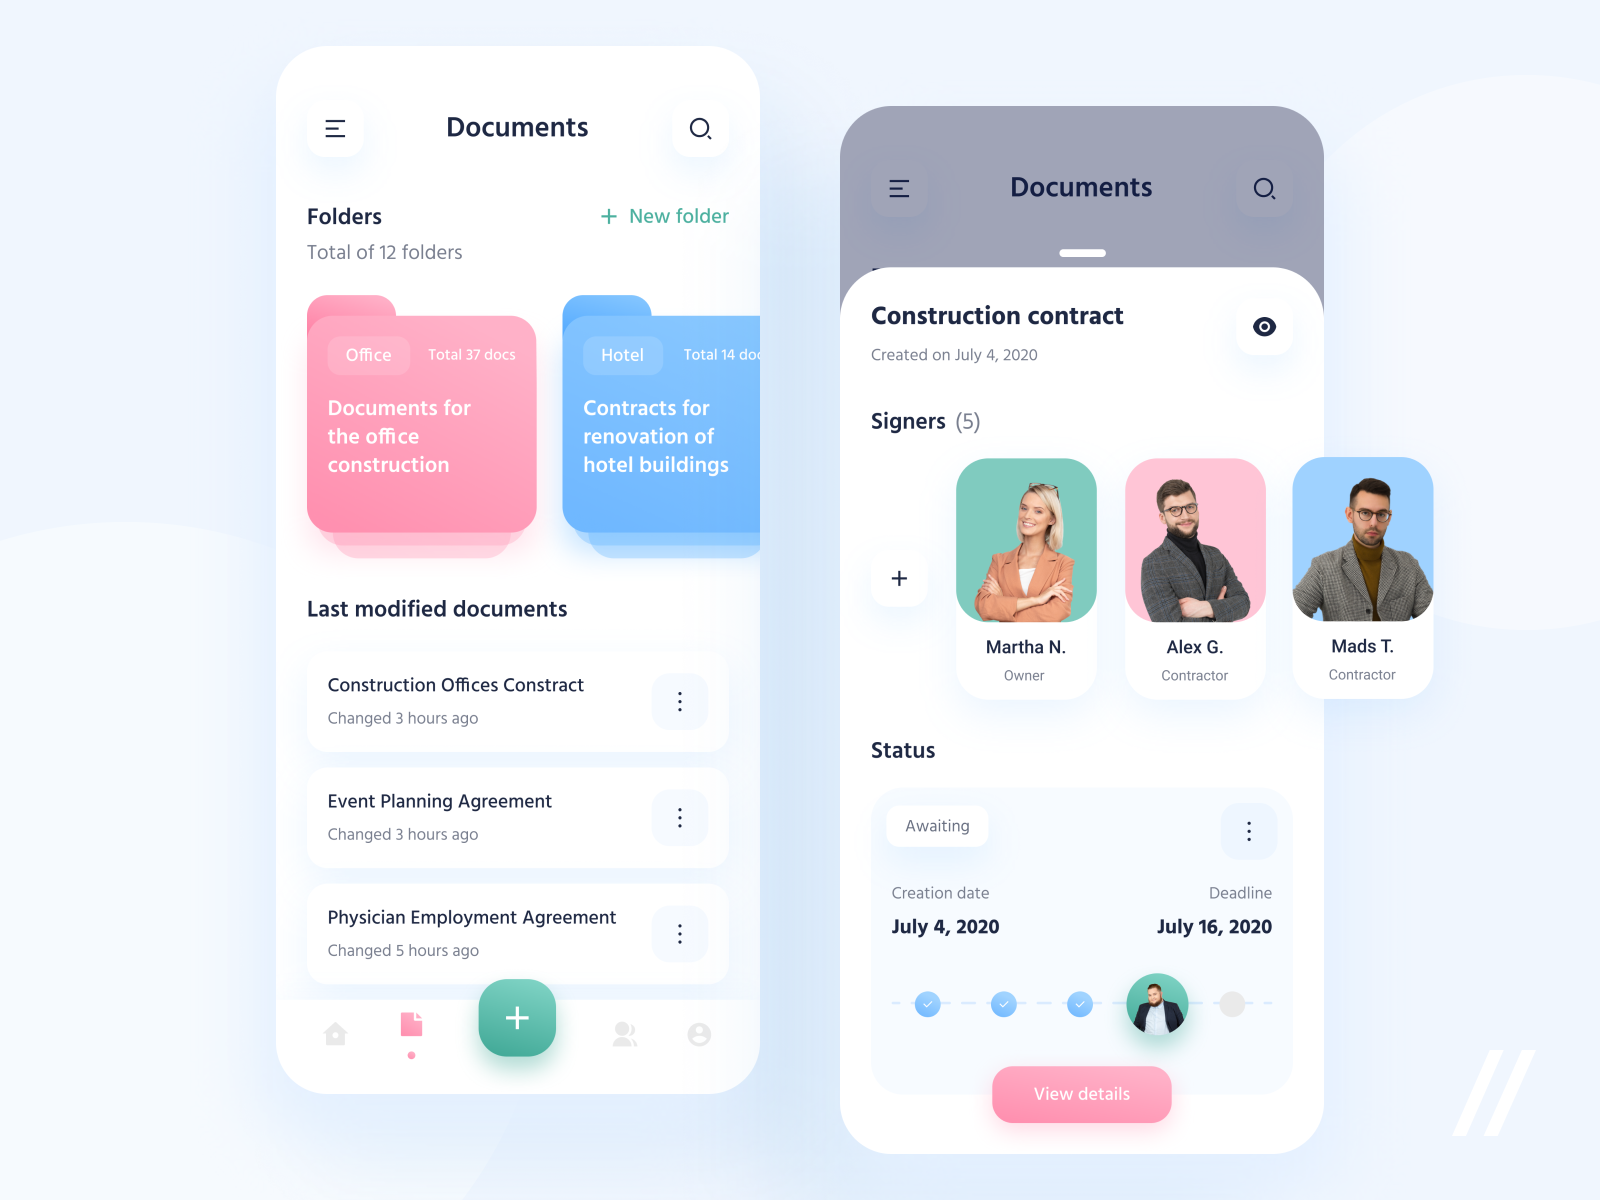 Documents
Folders
+ New folder
Total of 12 folders
Office
Total 37 docs
Documents for
the office
construction
Hotel
Total 14 doc
Contracts for
renovation of
hotel buildings
Last modified documents
Construction Offices Constract
Changed 3 hours ago
Event Planning Agreement
Changed 3 hours ago
Physician Employment Agreement
Changed 5 hours ago
Documents
Construction contract
Created on July 4, 2020
Signers (5)
Martha N.
Owner
Alex G.
Contractor
Mads T.
Contractor
Status
Awaiting
Creation date
Deadline
July 4, 2020
July 16, 2020
View details